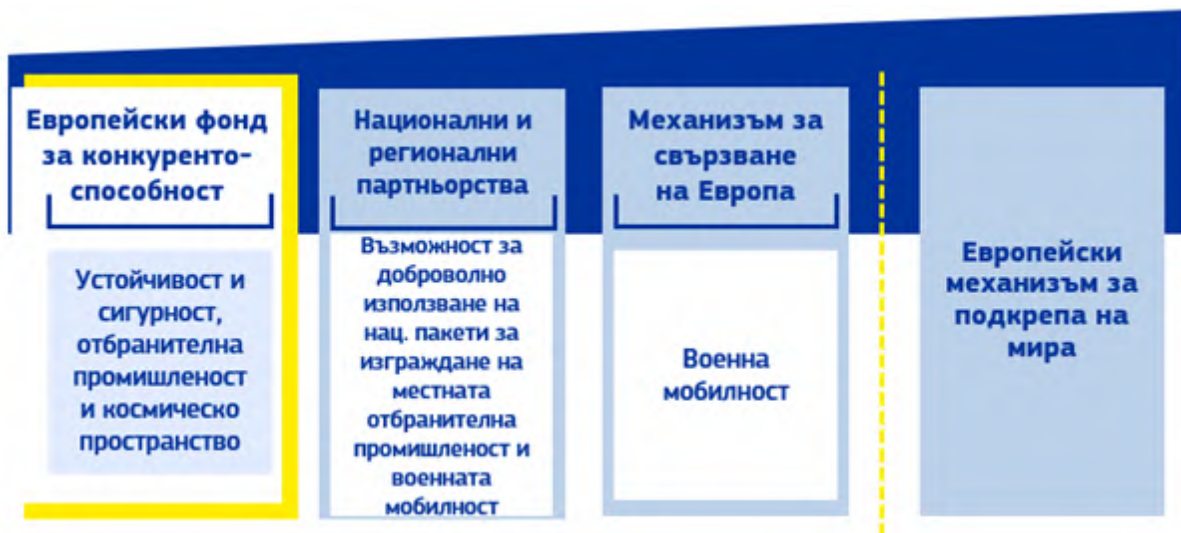 Европейски фонд
за конкуренто-
способност
Устойчивост и
сигурност,
отбранителна
промишленост
и космическо
пространство
Национални и
регионални
партньорства
Възможност за
доброволно
използване на
нац. пакети за
изграждане на
местната
отбранителна
промишленост и
военната
мобилност
Механизъм за
свързване
на Европа
Военна
мобилност
Европейски
механизъм за
подкрепа на
мира